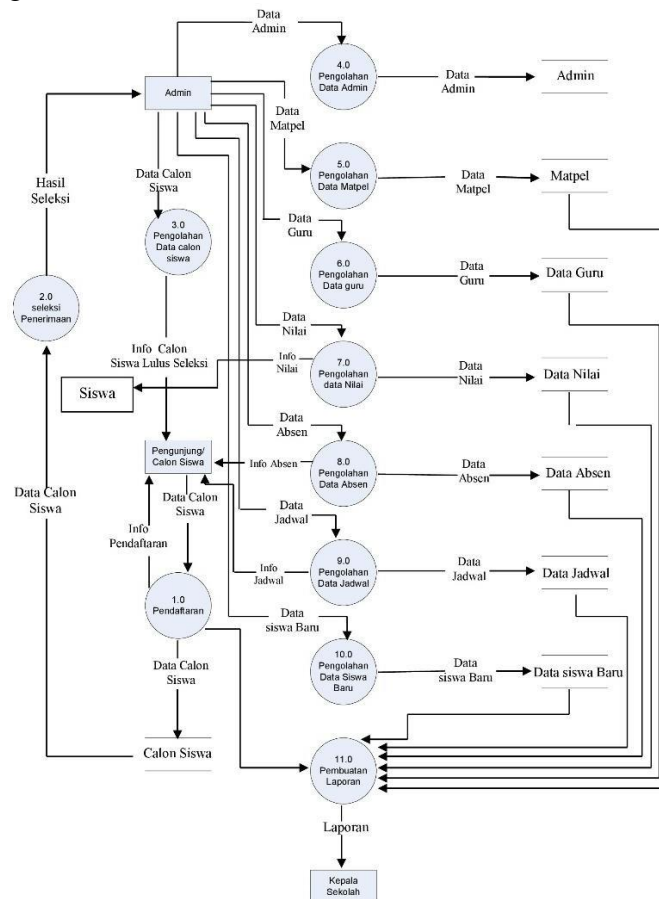 Data
Admin
4.0
Pengolahan
Data Admin
Data
Admin
Admin
Admin
Data
Matpel
Hasil
Seleksi
Data Calon
Siswa
5.0
Pengolahan
Data Matpel
Data
Matpel
Matpel
3.0
Pengolahan
Data calon
siswa
Data
Guru
6.0
Pengolahan
Data guru
Data
Guru
Data Guru
2.0
seleksi
Penerimaan
Data
Nilai
Info Calon
Siswa Lulus Seleksi
Info
Nilai
7.0
Pengolahan
data Nilai
Data
Nilai
Data Nilai
Siswa
Data
Absen
Pengunjung/
Calon Siswa
Info Absen
8.0
Pengolahan
Data Absen
Data
Absen
Data Absen
Data Calon
Siswa
Data Calon
Siswa
Data
Jadwal
Info
Pendaftaran
Info
Jadwal
9.0
Pengolahan
Data Jadwal
Data
Jadwal
Data Jadwal
1.0
Pendaftaran
Data
siswa Baru
10.0
Pengolahan
Data Siswa
Baru
Data
siswa Baru
Data siswa Baru
Data Calon
Siswa
Calon Siswa
11.0
Pembuatan
Laporan
Laporan
Kepala
Sekolah